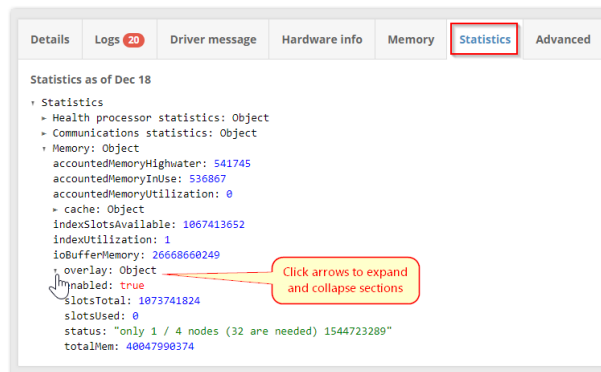 Details Logs 20 Driver message Hardware info Memory Statistics Advanced
Statistics as of Dec 18
Statistics
Health processor statistics: Object
Communications statistics: Object
Memory: Object
accountedMemoryHighwater: 541745
accountedMemoryInUse: 536867
accountedMemoryUtilization: 0
cache: Object
indexSlotsAvailable: 1067413652
indexUtilization: 1
ioBufferMemory: 26668660249
overlay: Object
Click arrows to expand
and collapse sections
enabled: true
slotsTotal: 1073741824
slotsUsed: 0
status: "only 1 / 4 nodes (32 are needed) 1544723289"
totalMem: 40047990374